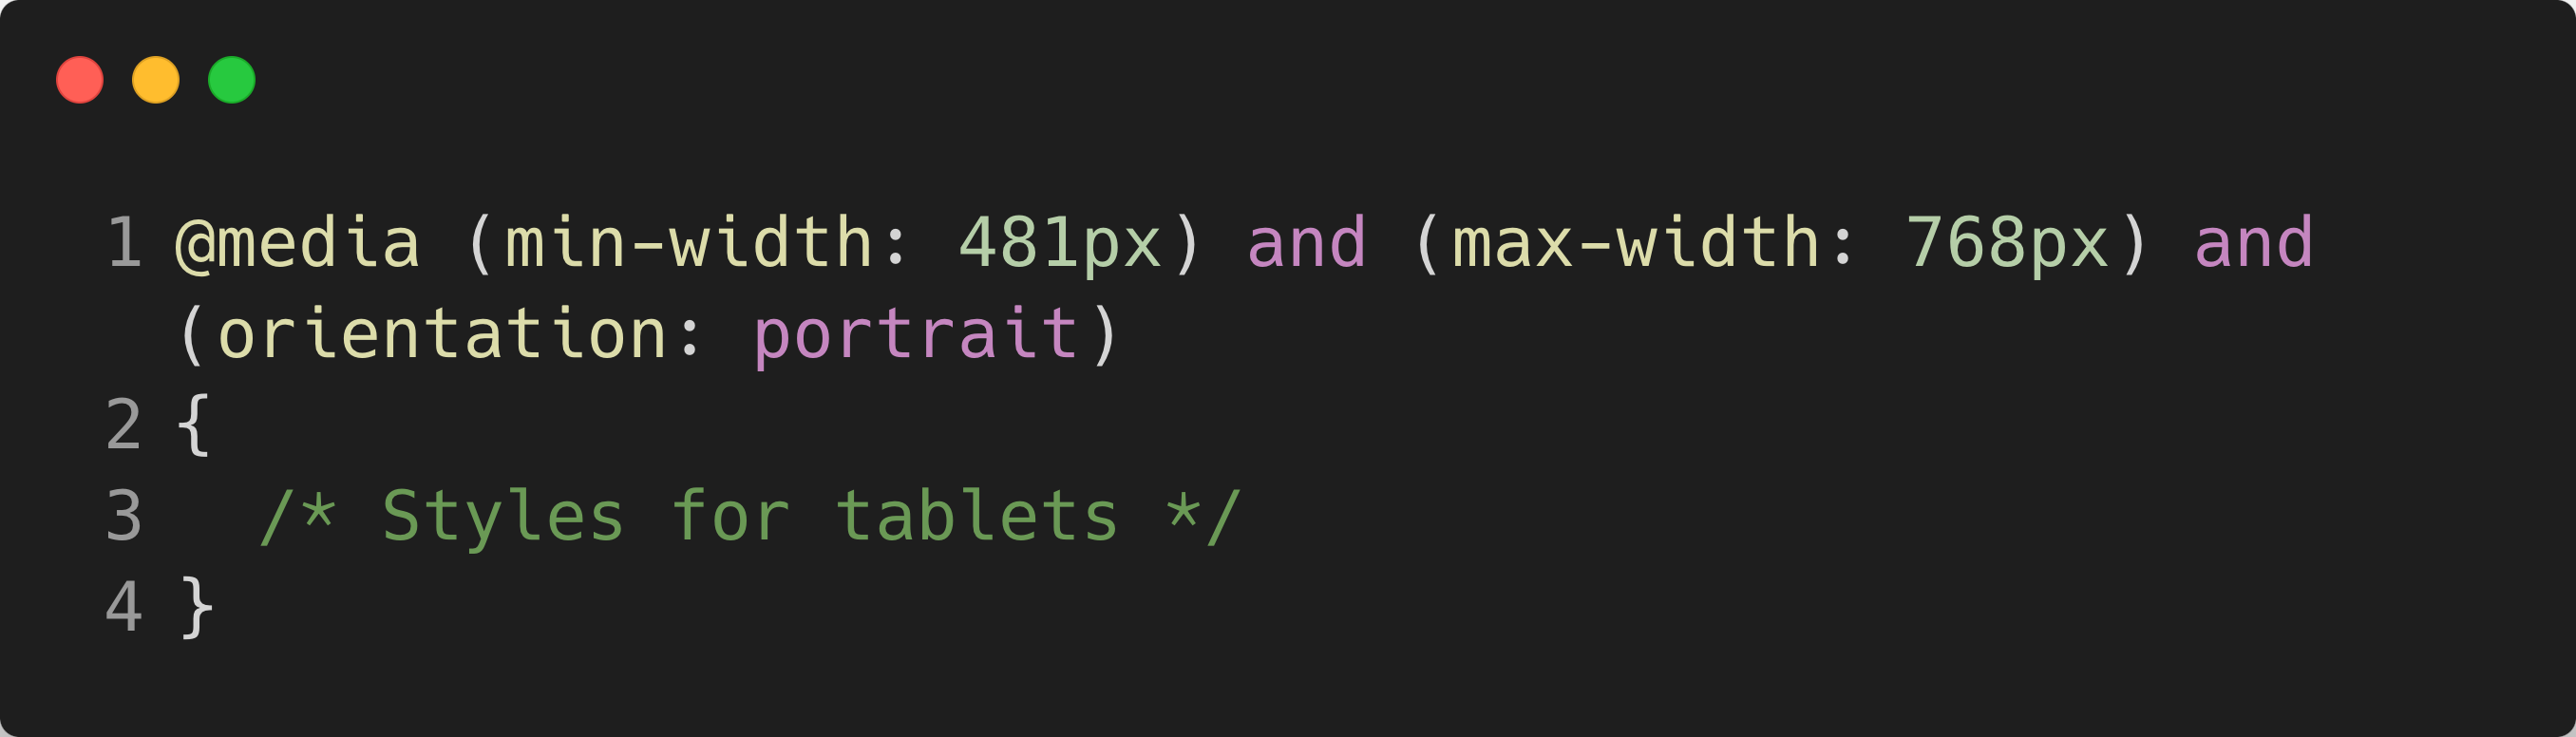 1 @media (min-width: 481px) and (max-width: 768px) and
(orientation: portrait)
2 {
3   /* Styles for tablets */
4 }